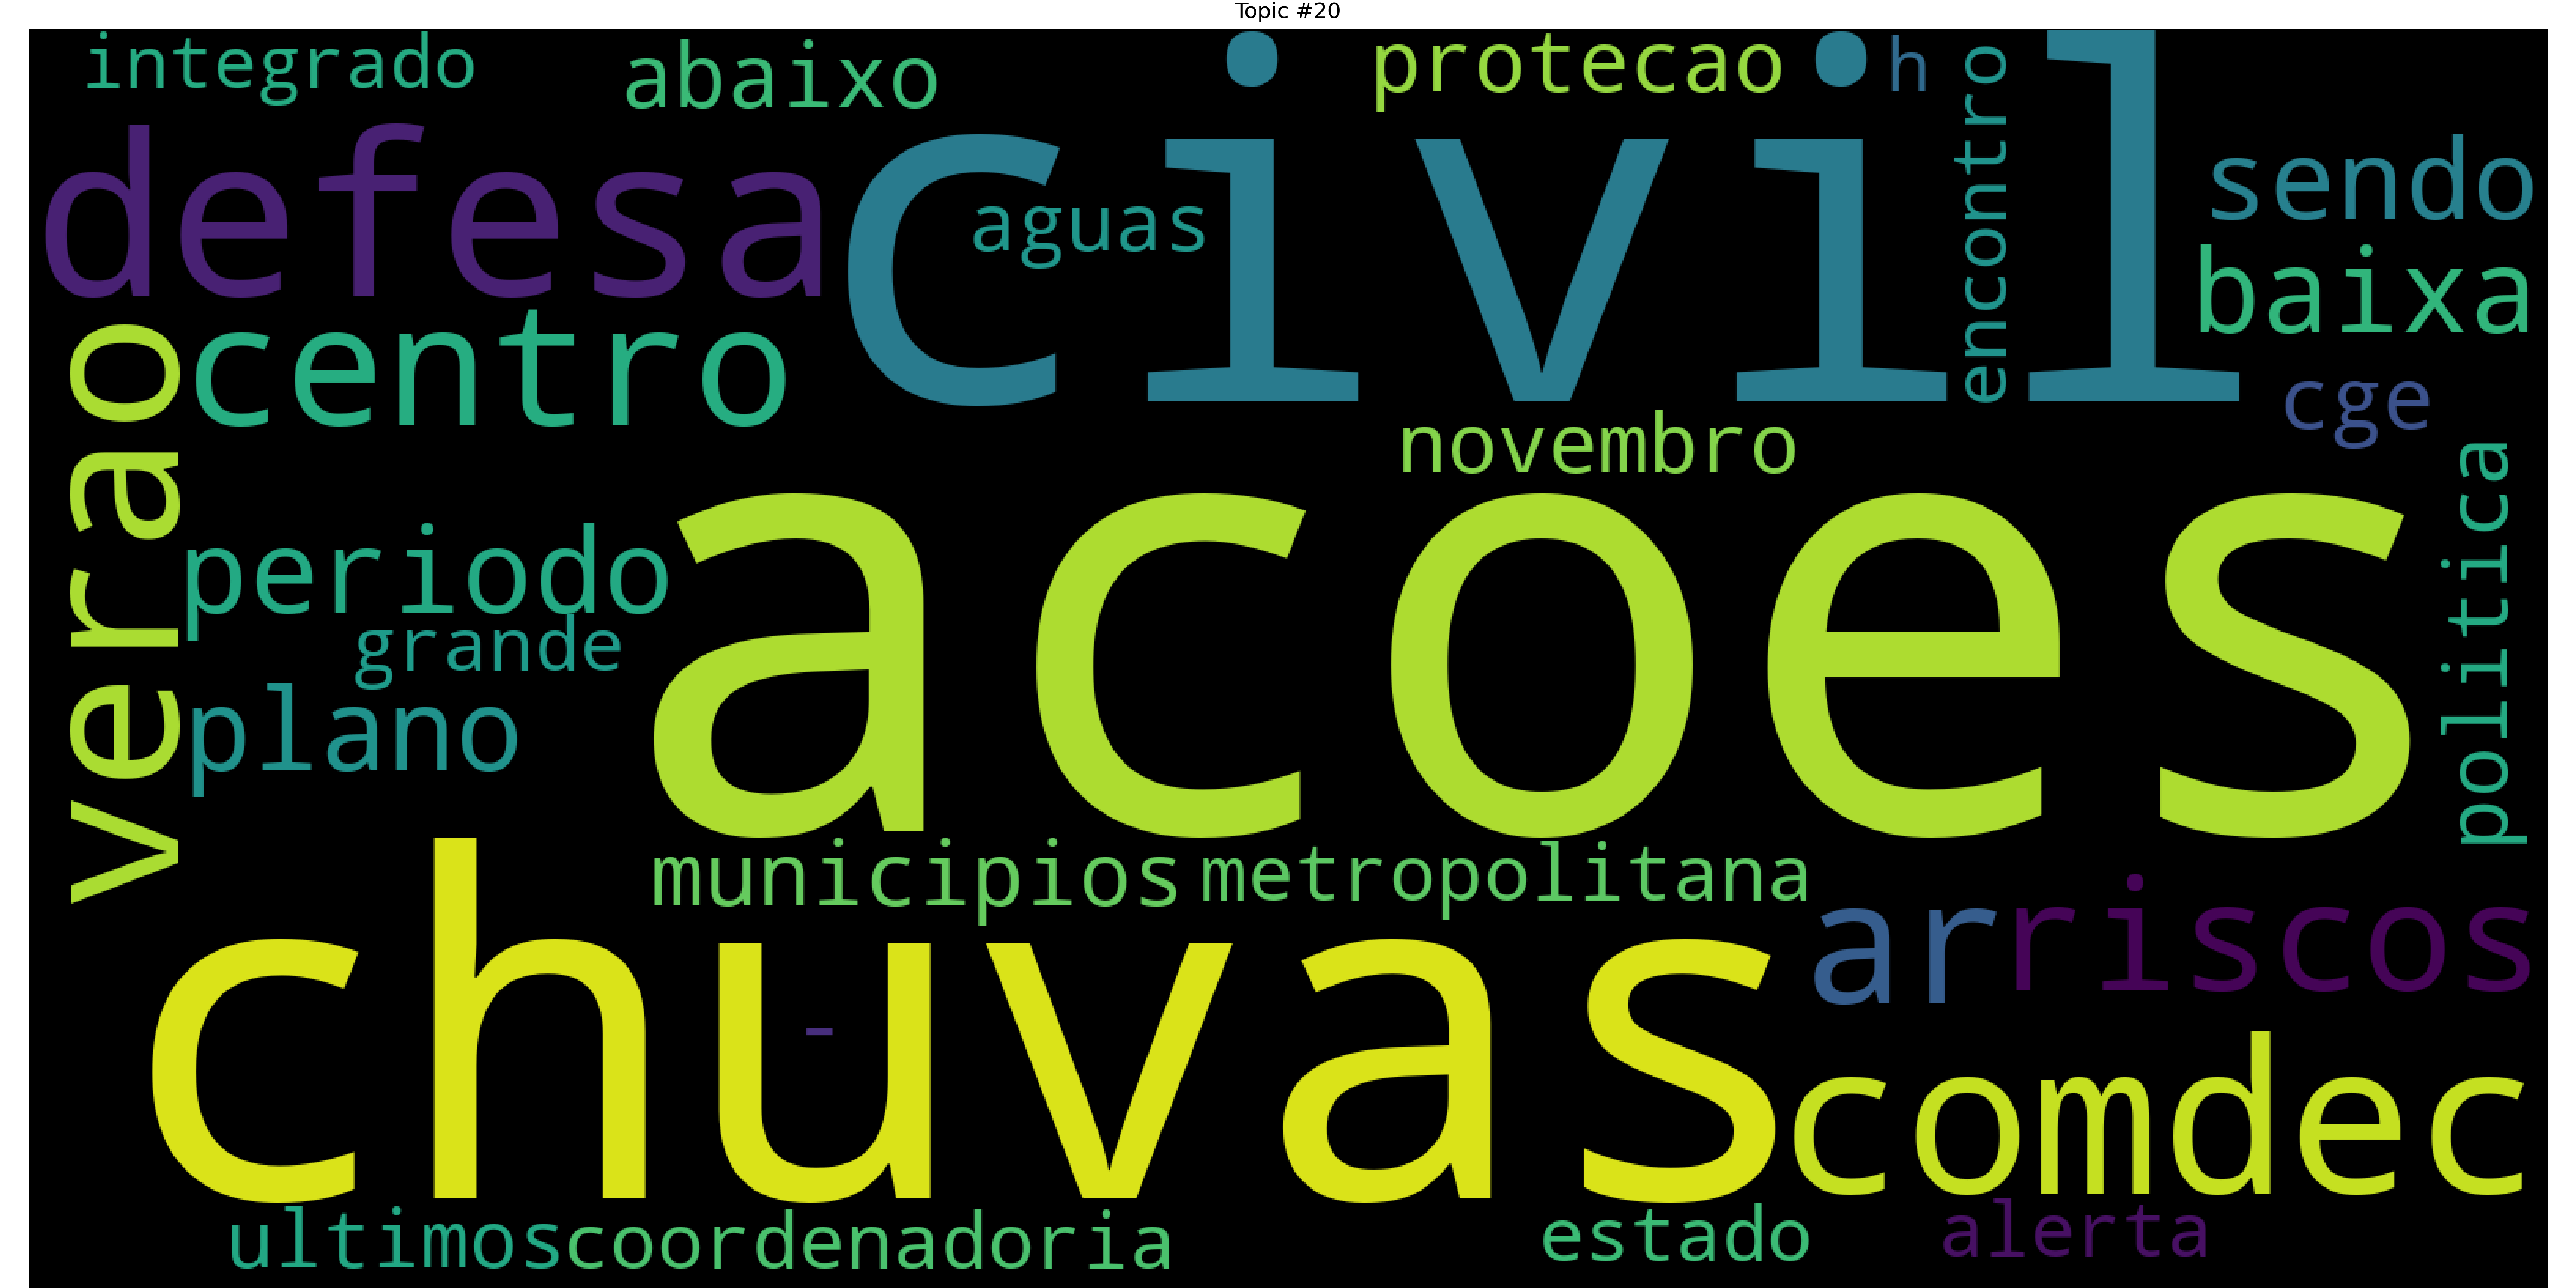 Topic #20
integrado
abaixo
protecao
h
encontro
defesa
civil
aguas
sendo
baixa
verao
centro
cge
novembro
politica
periodo
acoes
grande
plano
municipios
metropolitana
ar
riscos
chuvas
-
comdec
ultimos
coordenadoria
estado
alerta